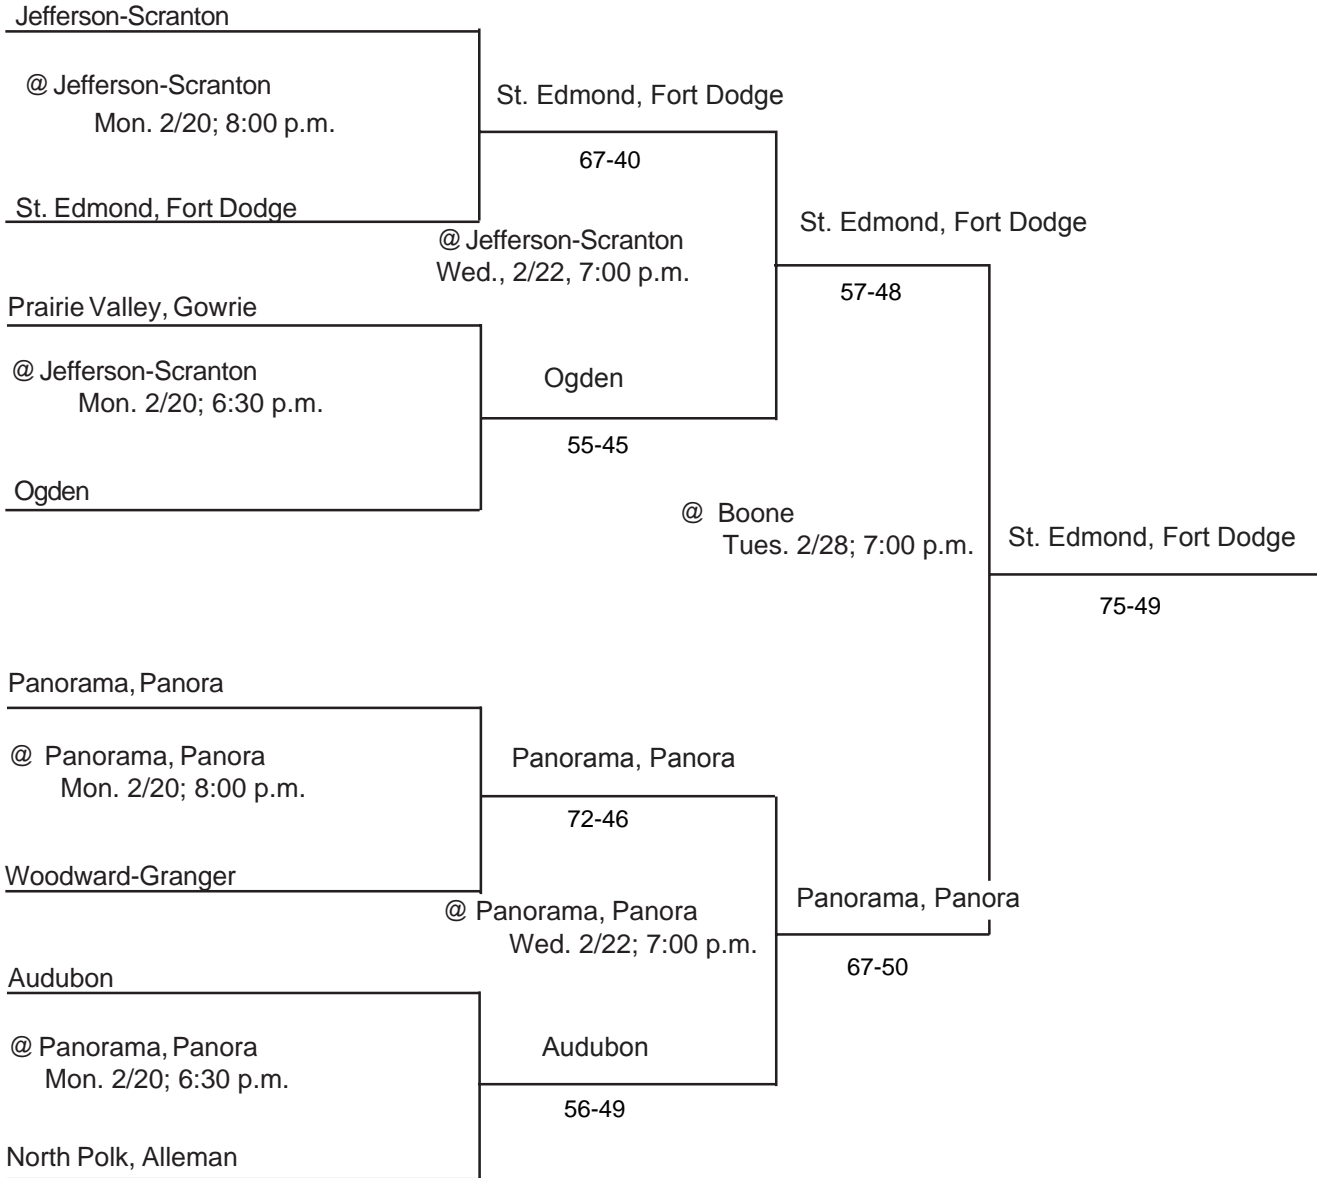 Jefferson-Scranton
@ Jefferson-Scranton
Mon. 2/20; 8:00 p.m.
St. Edmond, Fort Dodge
67-40
St. Edmond, Fort Dodge
@ Jefferson-Scranton
Wed., 2/22, 7:00 p.m.
St. Edmond, Fort Dodge
57-48
Prairie Valley, Gowrie
@ Jefferson-Scranton
Mon. 2/20; 6:30 p.m.
Ogden
55-45
Ogden
@ Boone
Tues. 2/28; 7:00 p.m.
St. Edmond, Fort Dodge
75-49
Panorama, Panora
@ Panorama, Panora
Mon. 2/20; 8:00 p.m.
Panorama, Panora
72-46
Woodward-Granger
@ Panorama, Panora
Wed. 2/22; 7:00 p.m.
Panorama, Panora
67-50
Audubon
@ Panorama, Panora
Mon. 2/20; 6:30 p.m.
Audubon
56-49
North Polk, Alleman